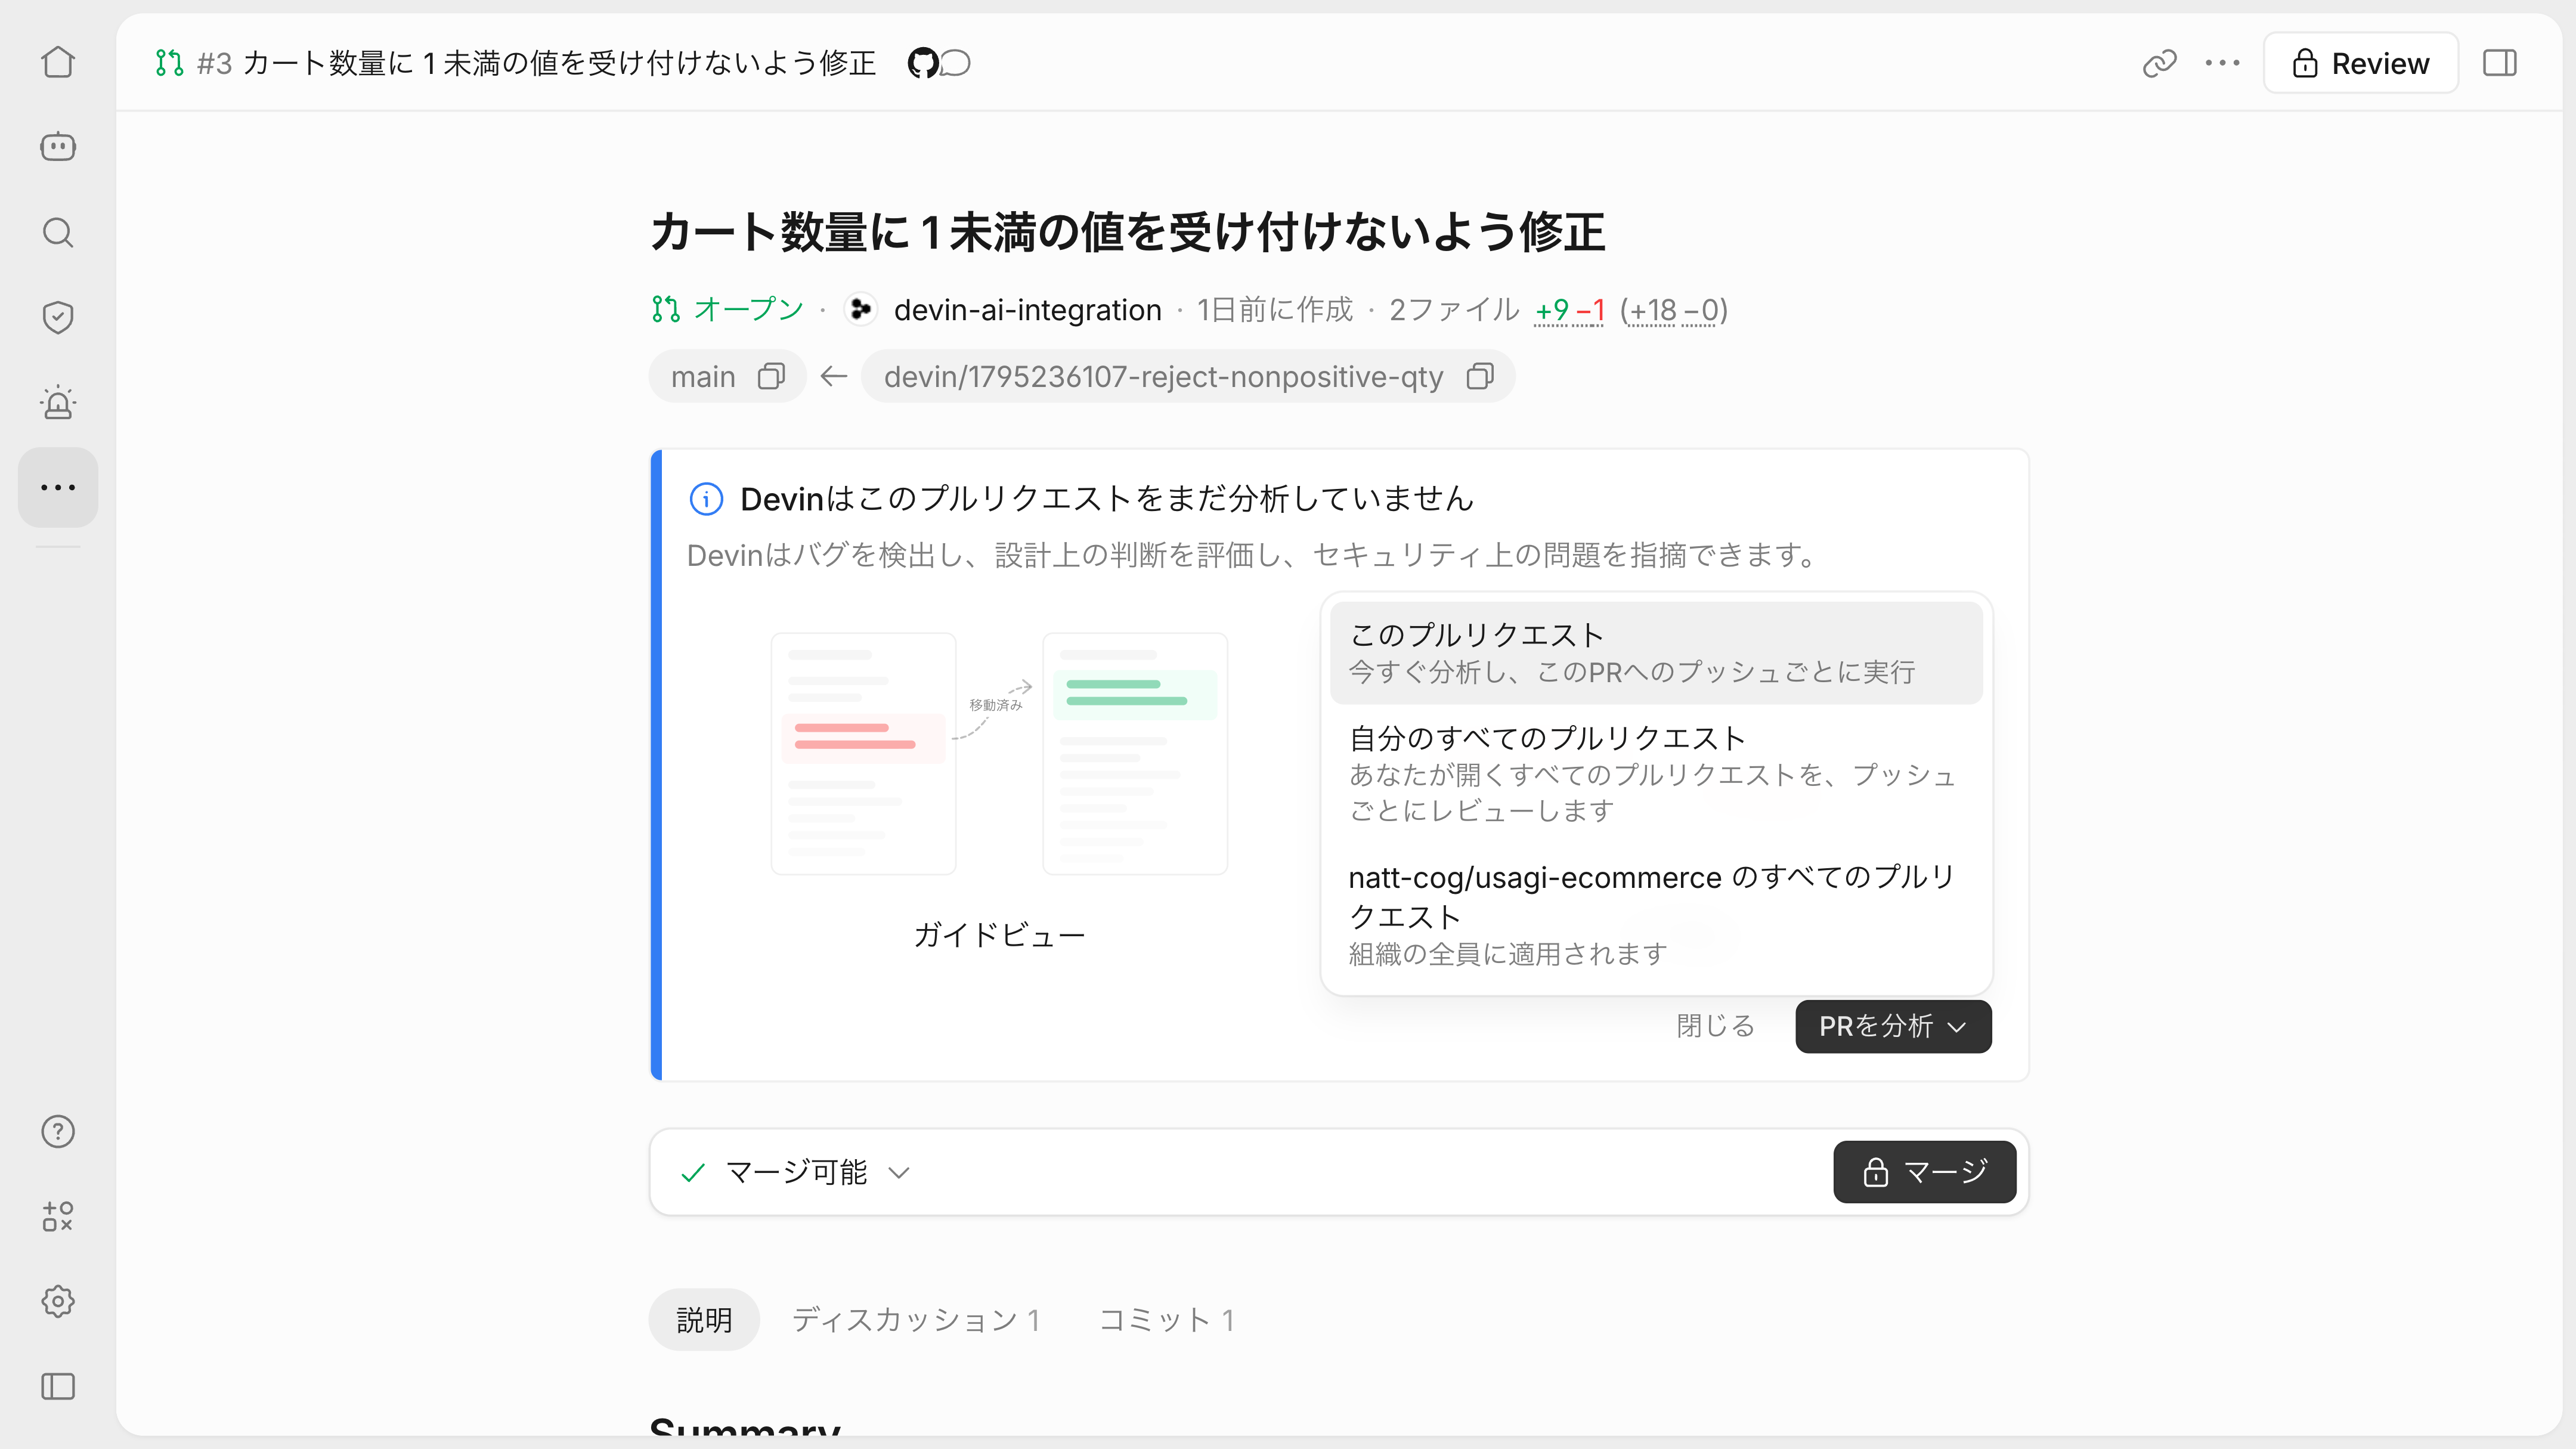 #3 カート数量に 1 未満の値を受け付けないよう修正
Review
カート数量に 1 未満の値を受け付けないよう修正
オープン · devin-ai-integration · 1日前に作成 · 2ファイル +9 −1 (+18 −0)
main ← devin/1795236107-reject-nonpositive-qty
Devinはこのプルリクエストをまだ分析していません
Devinはバグを検出し、設計上の判断を評価し、セキュリティ上の問題を指摘できます。
移動済み
ガイドビュー
このプルリクエスト
今すぐ分析し、このPRへのプッシュごとに実行
自分のすべてのプルリクエスト
あなたが開くすべてのプルリクエストを、プッシュ
ごとにレビューします
natt-cog/usagi-ecommerce のすべてのプルリ
クエスト
組織の全員に適用されます
閉じる
PRを分析
マージ可能
マージ
説明
ディスカッション 1
コミット 1
Summary